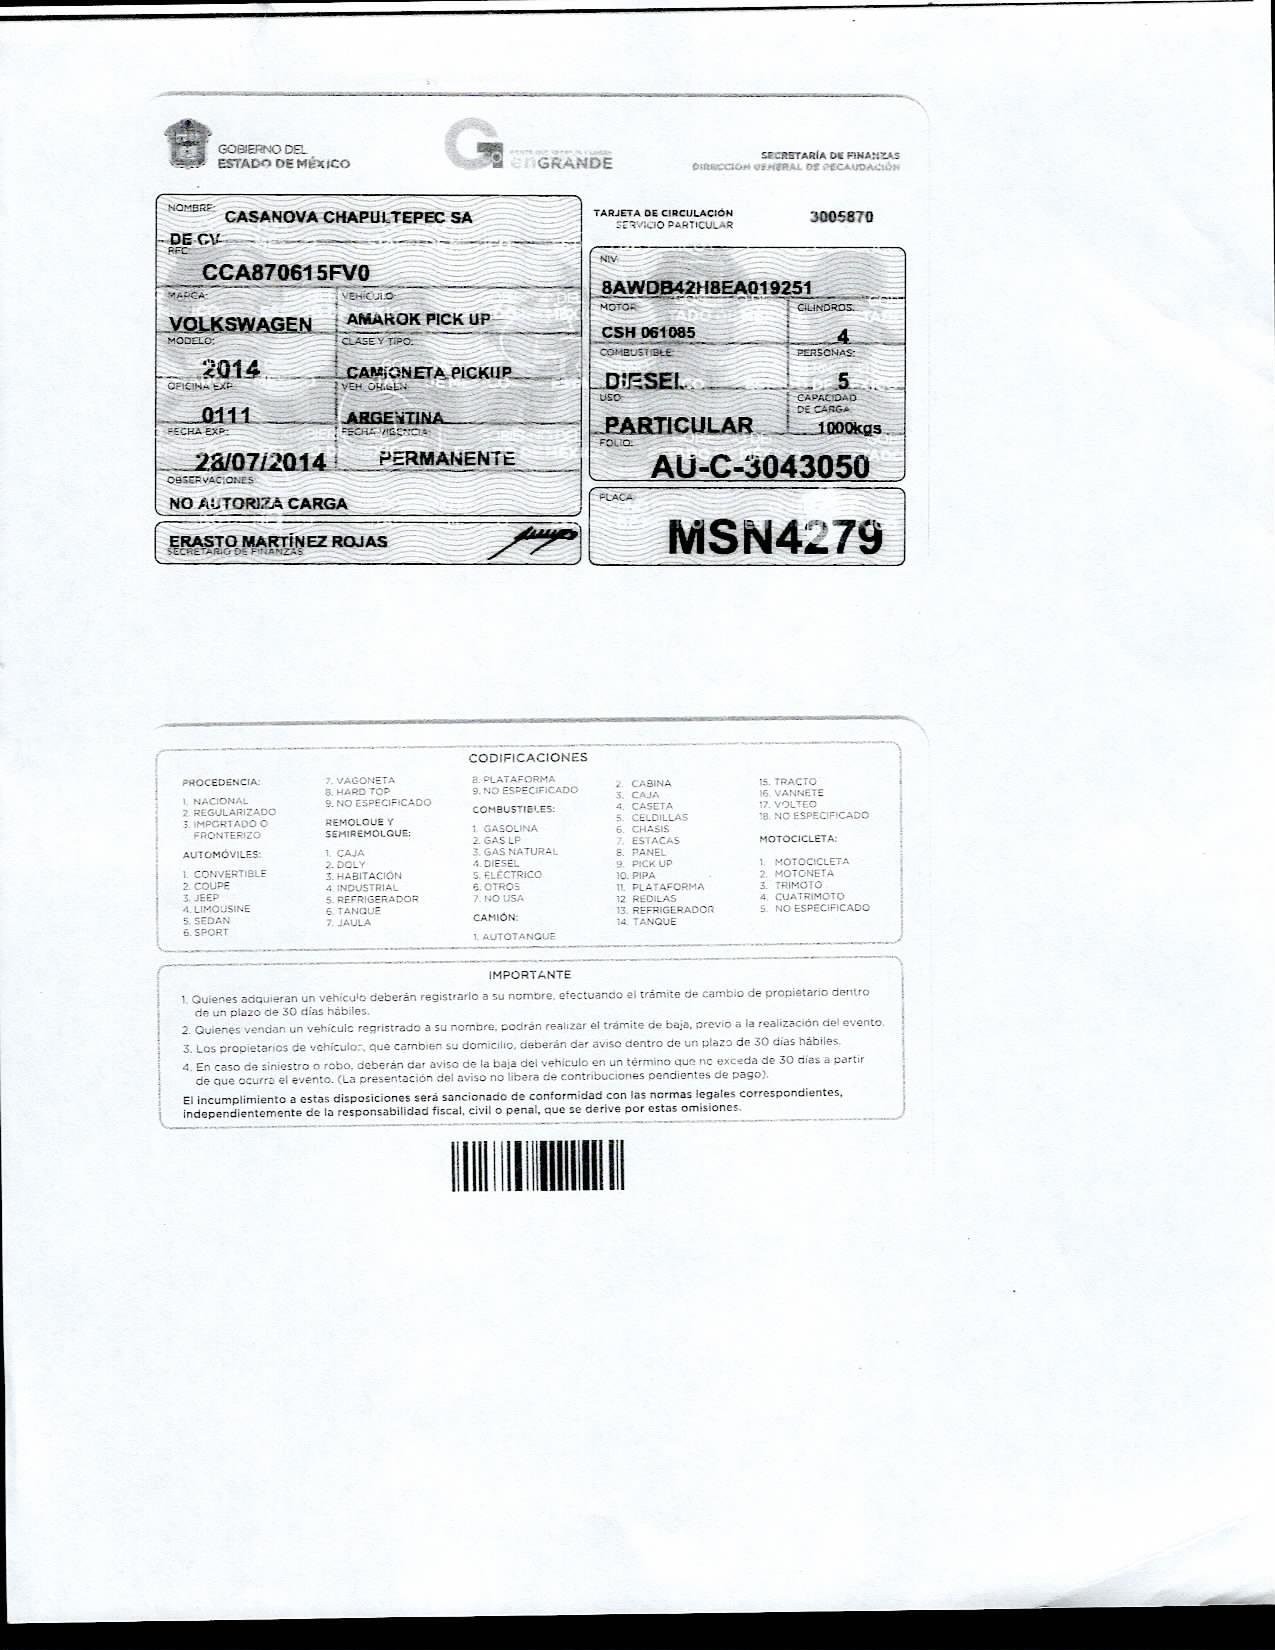 GOBIERNO DEL
ESTADO DE MÉXICO
enGRANDE
SECRETARÍA DE FINANZAS
DIRECCIÓN GENERAL DE RECAUDACIÓN
NOMBRE: CASANOVA CHAPULTEPEC SA
DE CV
RFC:
CCA870615FV0
MARCA:
VOLKSWAGEN
VEHÍCULO:
AMAROK PICK UP
MODELO:
2014
CLASE Y TIPO:
CAMIONETA PICKUP
OFICINA EXP.
0111
VEH. ORIGEN:
ARGENTINA
FECHA EXP.:
28/07/2014
FECHA VIGENCIA:
PERMANENTE
OBSERVACIONES
NO AUTORIZA CARGA
ERASTO MARTÍNEZ ROJAS
SECRETARIO DE FINANZAS
TARJETA DE CIRCULACIÓN
SERVICIO PARTICULAR
3005870
NIV:
8AWDB42H8EA019251
MOTOR:
CSH 061085
CILINDROS:
4
COMBUSTIBLE:
DIESEL
PERSONAS:
5
USO:
PARTICULAR
CAPACIDAD
DE CARGA
1000kgs
FOLIO:
AU-C-3043050
PLACA
MSN4279
CODIFICACIONES
PROCEDENCIA:
1. NACIONAL
2. REGULARIZADO
3. IMPORTADO O
FRONTERIZO
AUTOMÓVILES:
1. CONVERTIBLE
2. COUPE
3. JEEP
4. LIMOUSINE
5. SEDAN
6. SPORT
7. VAGONETA
8. HARD TOP
9. NO ESPECIFICADO
REMOLQUE Y
SEMIREMOLQUE:
1. CAJA
2. DOLY
3. HABITACIÓN
4. INDUSTRIAL
5. REFRIGERADOR
6. TANQUE
7. JAULA
8. PLATAFORMA
9. NO ESPECIFICADO
COMBUSTIBLES:
1. GASOLINA
2. GAS LP
3. GAS NATURAL
4. DIESEL
5. ELÉCTRICO
6. OTROS
7. NO USA
CAMIÓN:
1. AUTOTANQUE
2. CABINA
3. CAJA
4. CASETA
5. CELDILLAS
6. CHASIS
7. ESTACAS
8. PANEL
9. PICK UP
10. PIPA
11. PLATAFORMA
12 REDILAS
13. REFRIGERADOR
14. TANQUE
15. TRACTO
16. VANNETE
17. VOLTEO
18. NO ESPECIFICADO
MOTOCICLETA:
1. MOTOCICLETA
2. MOTONETA
3. TRIMOTO
4. CUATRIMOTO
5. NO ESPECIFICADO
IMPORTANTE
1. Quienes adquieran un vehículo deberán registrarlo a su nombre, efectuando el trámite de cambio de propietario dentro
de un plazo de 30 días hábiles.
2. Quienes vendan un vehículo regristrado a su nombre, podrán realizar el trámite de baja, previo a la realización del evento.
3. Los propietarios de vehículos, que cambien su domicilio, deberán dar aviso dentro de un plazo de 30 días hábiles.
4. En caso de siniestro o robo, deberán dar aviso de la baja del vehículo en un término que no exceda de 30 días a partir
de que ocurra el evento. (La presentación del aviso no libera de contribuciones pendientes de pago).
El incumplimiento a estas disposiciones será sancionado de conformidad con las normas legales correspondientes,
independientemente de la responsabilidad fiscal, civil o penal, que se derive por estas omisiones.